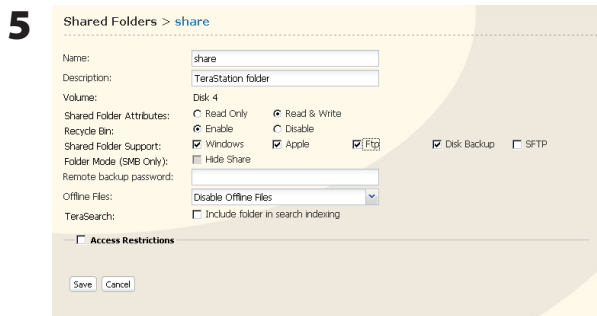 5
Shared Folders > share
Name: share
Description: TeraStation folder
Volume: Disk 4
Shared Folder Attributes: Read Only Read & Write
Recycle Bin: Enable Disable
Shared Folder Support: Windows Apple Ftp Disk Backup SFTP
Folder Mode (SMB Only): Hide Share
Remote backup password:
Offline Files: Disable Offline Files
TeraSearch: Include folder in search indexing
Access Restrictions
Save Cancel